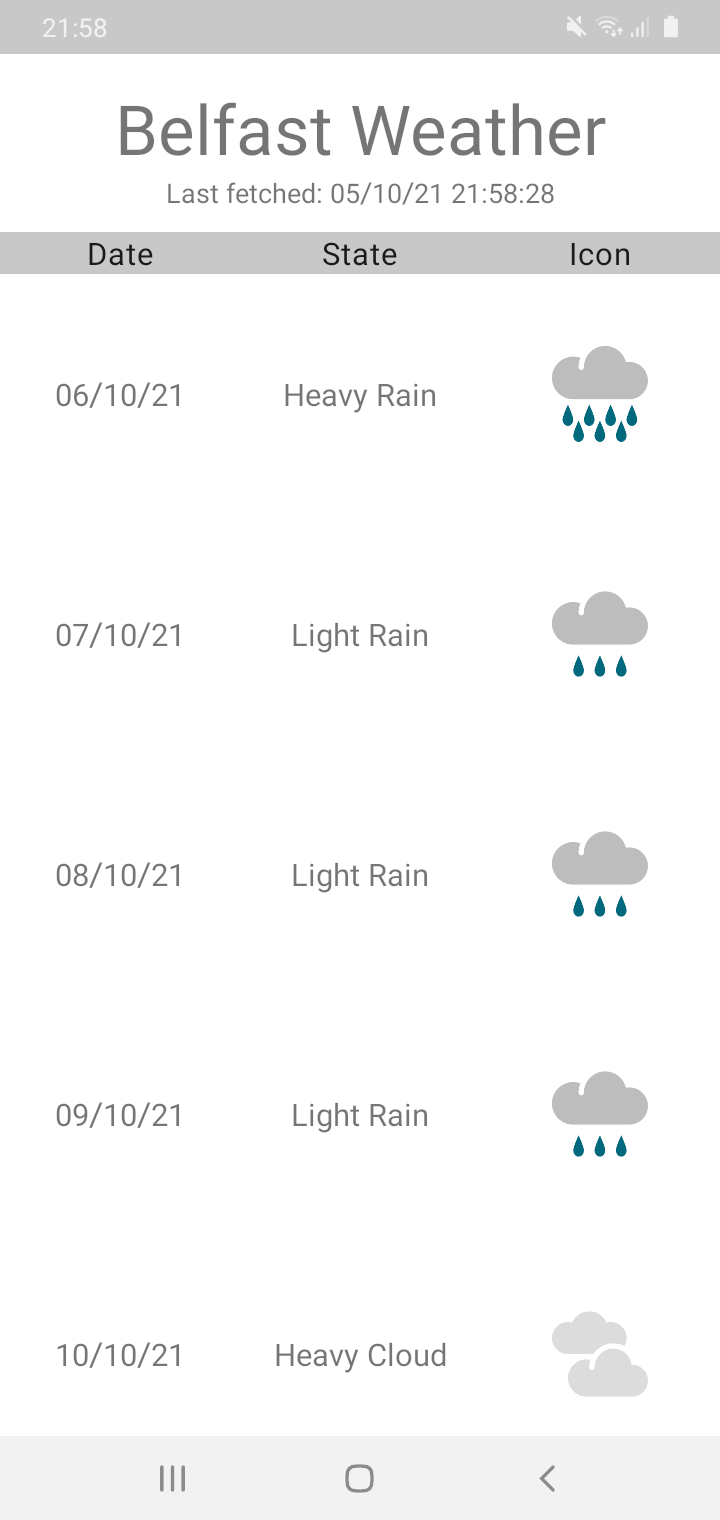 21:58
Belfast Weather
Last fetched: 05/10/21 21:58:28
Date State Icon
06/10/21 Heavy Rain
07/10/21 Light Rain
08/10/21 Light Rain
09/10/21 Light Rain
10/10/21 Heavy Cloud